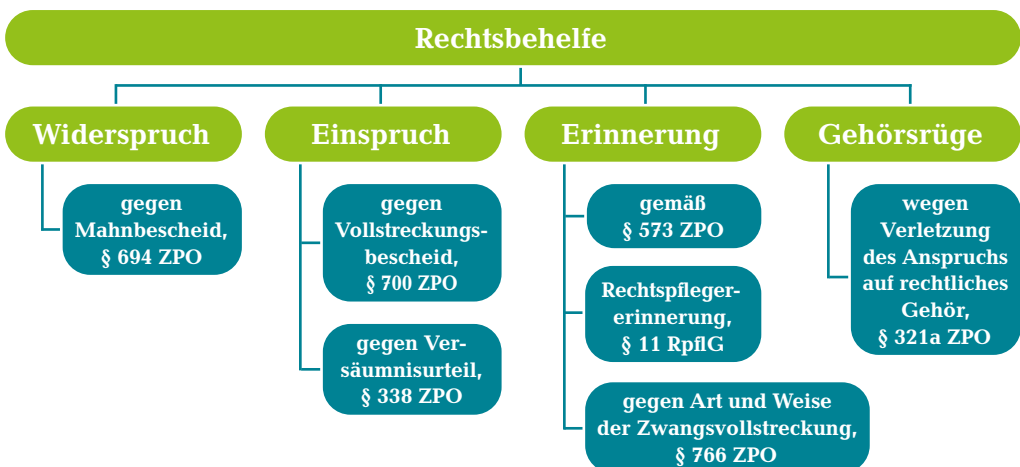 Rechtsbehelfe
Widerspruch
gegen
Mahnbescheid,
§ 694 ZPO
Einspruch
gegen
Vollstreckungs-
bescheid,
§ 700 ZPO
gegen Ver-
säumnisurteil,
§ 338 ZPO
Erinnerung
gemäß
§ 573 ZPO
Rechtspfleger-
erinnerung,
§ 11 RpflG
gegen Art und Weise
der Zwangsvollstreckung,
§ 766 ZPO
Gehörsrüge
wegen
Verletzung
des Anspruchs
auf rechtliches
Gehör,
§ 321a ZPO